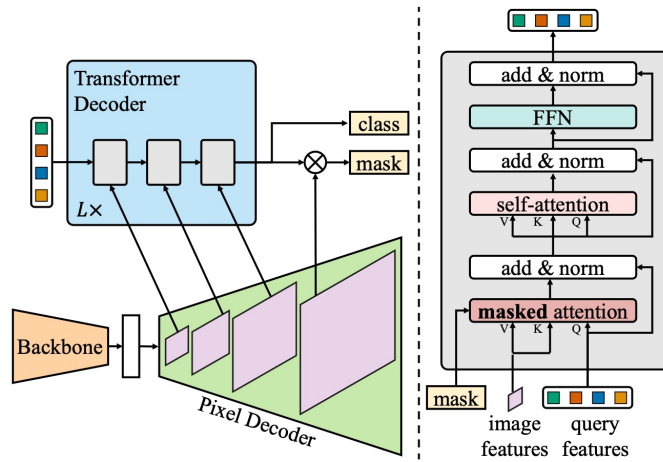 Transformer
Decoder
L×
class
mask
Backbone
Pixel Decoder
add & norm
FFN
add & norm
self-attention
V K Q
add & norm
masked attention
V K Q
mask
image
features
query
features